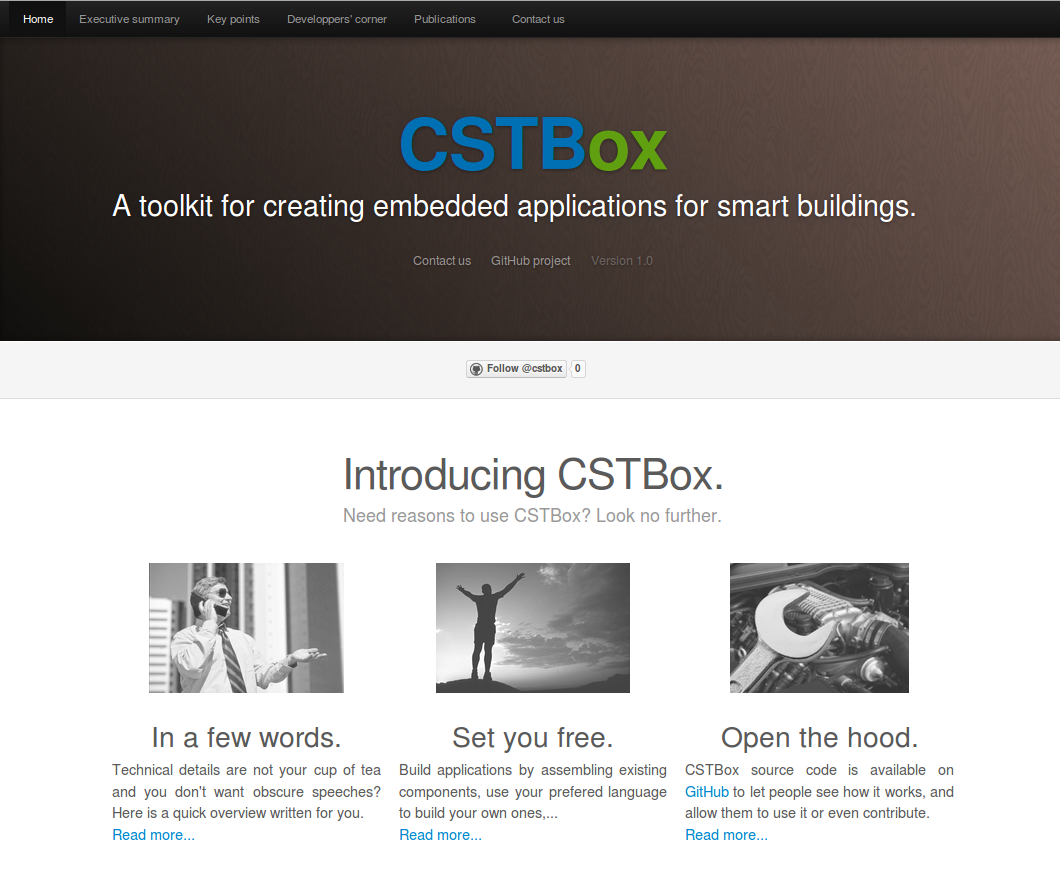 Home Executive summary Key points Developpers' corner Publications Contact us
CSTBox
A toolkit for creating embedded applications for smart buildings.
Contact us GitHub project Version 1.0
Follow @cstbox 0
Introducing CSTBox.
Need reasons to use CSTBox? Look no further.
In a few words.
Technical details are not your cup of tea
and you don't want obscure speeches?
Here is a quick overview written for you.
Read more...
Set you free.
Build applications by assembling existing
components, use your prefered language
to build your own ones,...
Read more...
Open the hood.
CSTBox source code is available on
GitHub to let people see how it works, and
allow them to use it or even contribute.
Read more...